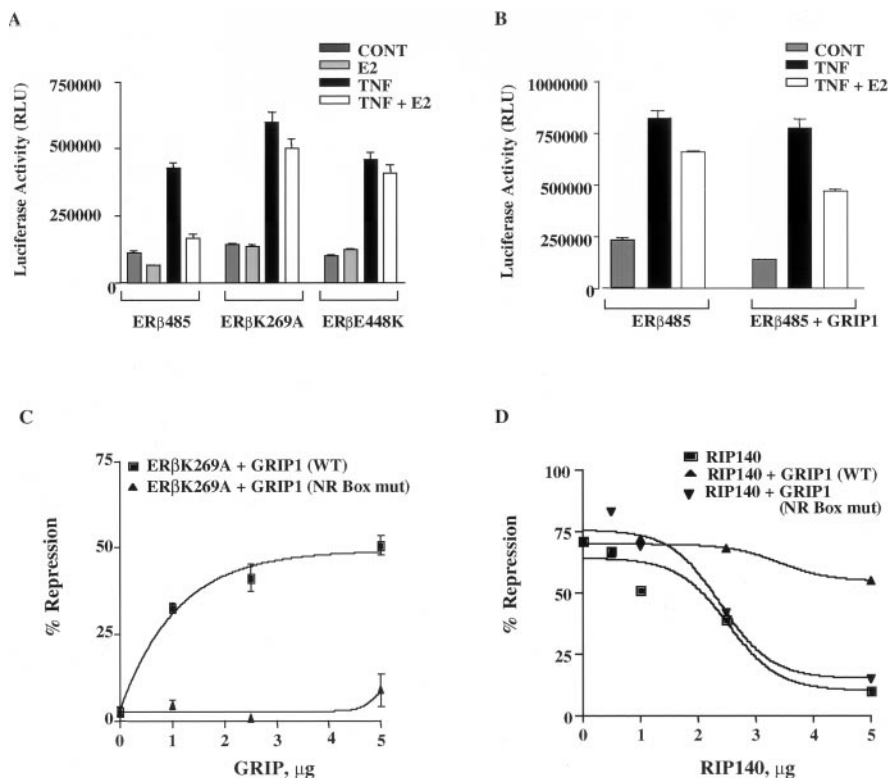 A
CONT
E2
TNF
TNF + E2
Luciferase Activity (RLU)
750000
500000
250000
0
ERβ485
ERβK269A
ERβE448K
B
CONT
TNF
TNF + E2
Luciferase Activity (RLU)
1000000
750000
500000
250000
0
ERβ485
ERβ485 + GRIP1
C
ERβK269A + GRIP1 (WT)
ERβK269A + GRIP1 (NR Box mut)
% Repression
75
50
25
0
0 1 2 3 4 5
GRIP, μg
D
RIP140
RIP140 + GRIP1 (WT)
RIP140 + GRIP1
(NR Box mut)
% Repression
100
75
50
25
0
0 1 2 3 4 5
RIP140, μg